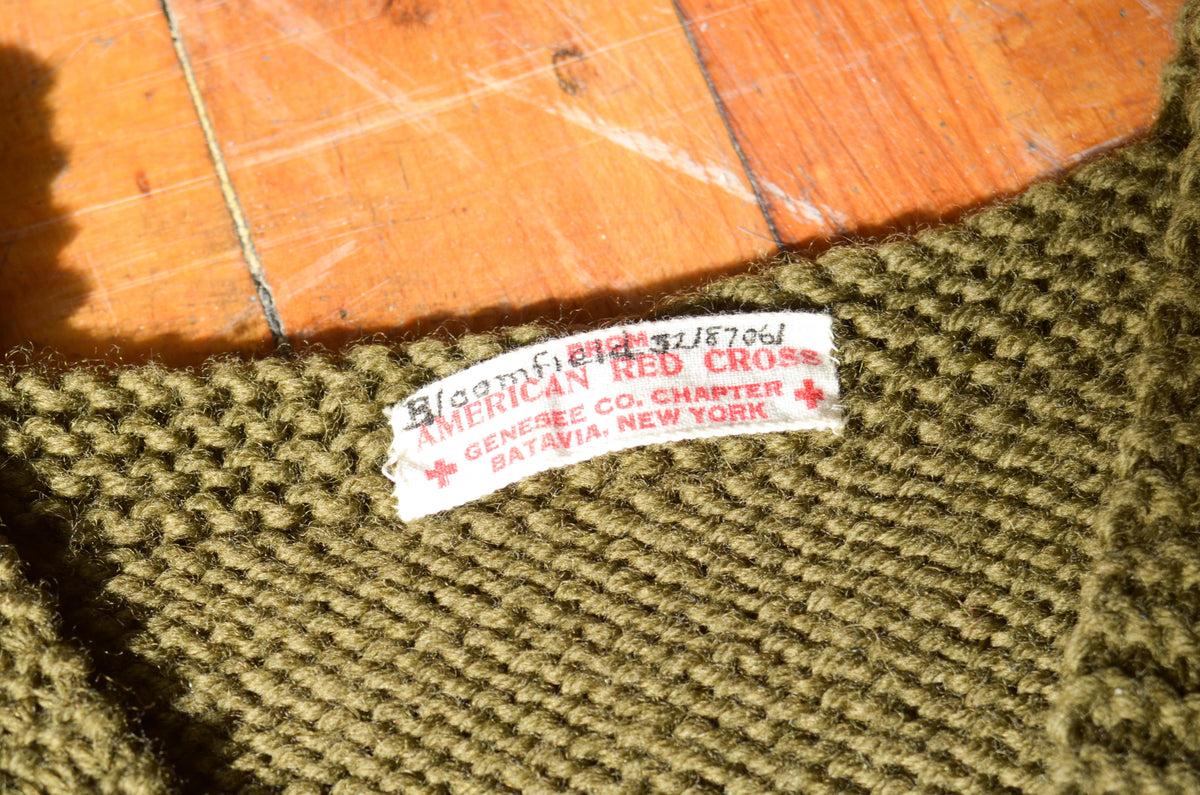 FROM
Bloomfield 32187061
AMERICAN RED CROSS
GENESEE CO. CHAPTER
BATAVIA, NEW YORK